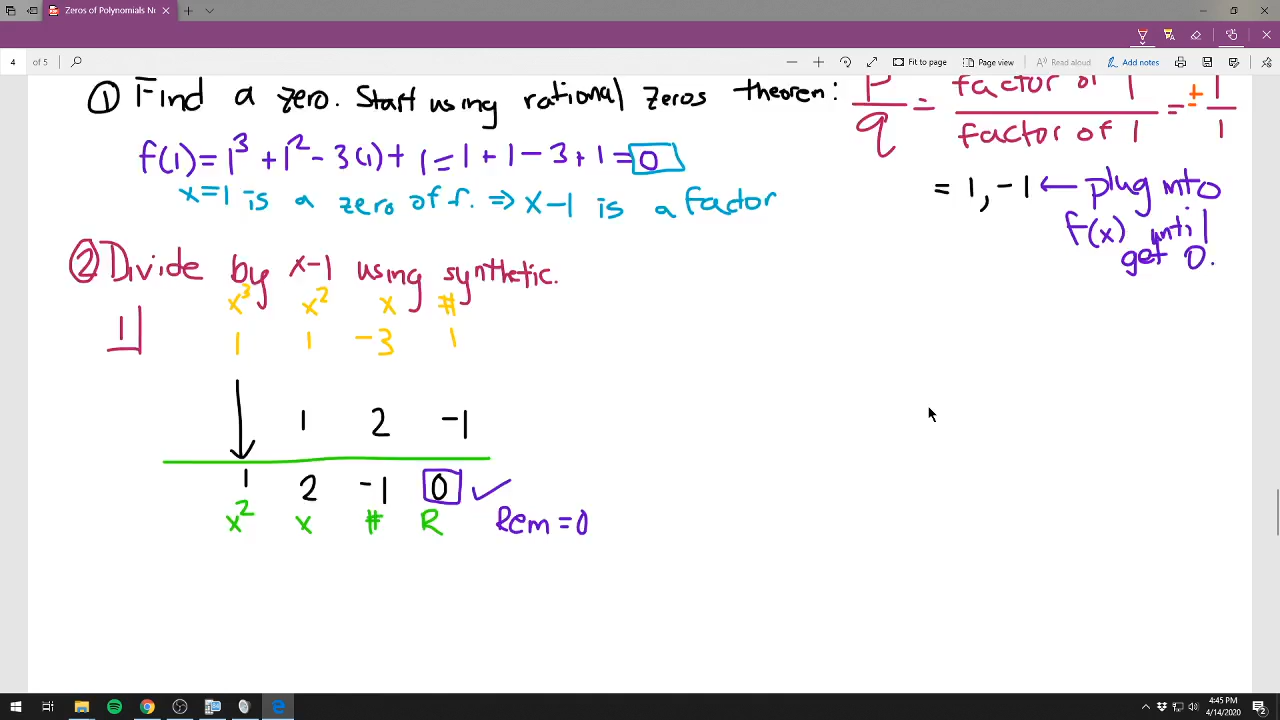 Zeros of Polynomials No
4 of 5
Fit to page
Page view
Read aloud
Add notes
① Find a zero. Start using rational zeros theorem: p/q = factor of 1 / factor of 1 = ± 1/1
f(1) = 1³ + 1² - 3(1) + 1 = 1 + 1 - 3 + 1 = 0
= 1, -1 ← plug into
x=1 is a zero of f. ⇒ x-1 is a factor
f(x) until
get 0.
② Divide by x-1 using synthetic.
x³ x² x #
1 1 1 -3 1
1 2 -1
1 2 -1 0 ✓
x² x # R Rem = 0
4:45 PM
4/14/2020
2